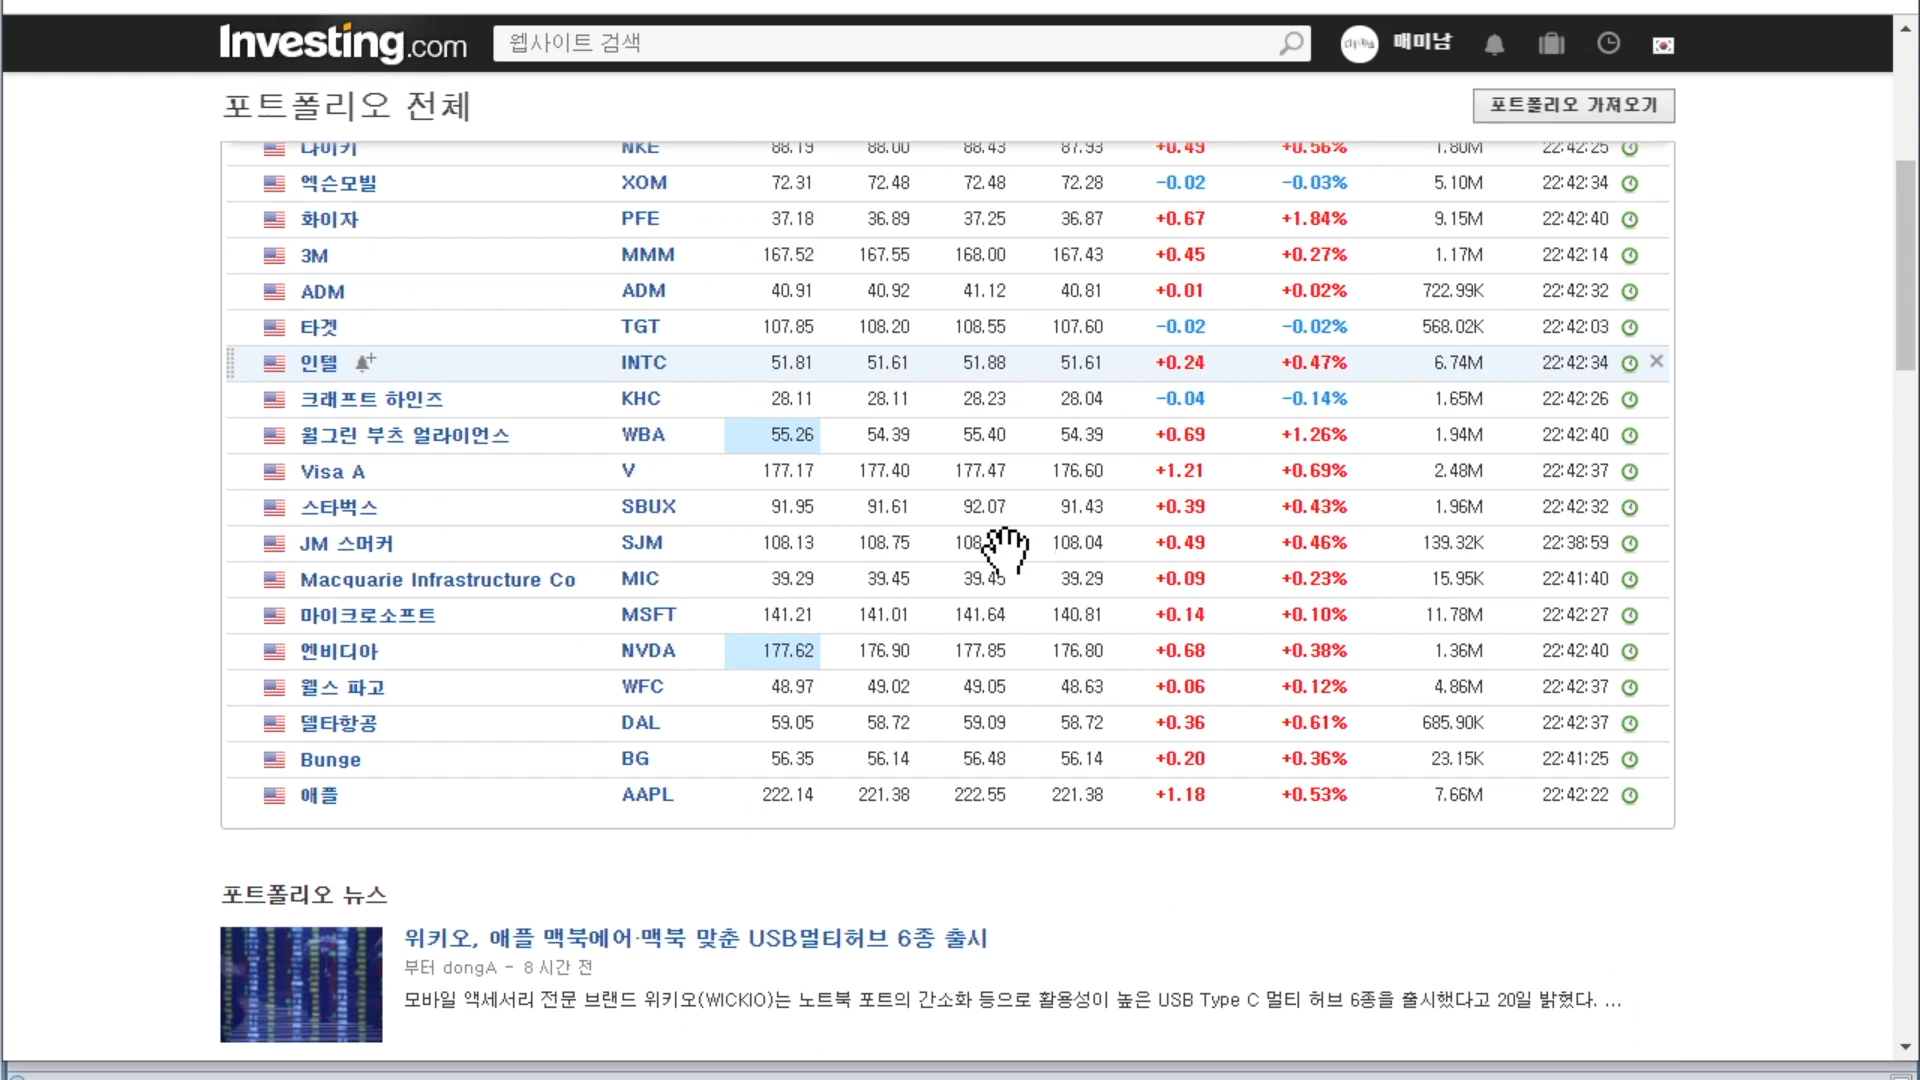 Investing.com 웹사이트 검색 매미남
포트폴리오 전체 포트폴리오 가져오기
나이키 NKE 88.19 88.00 88.43 87.93 +0.49 +0.56% 1.80M 22:42:25
엑슨모빌 XOM 72.31 72.48 72.48 72.28 -0.02 -0.03% 5.10M 22:42:34
화이자 PFE 37.18 36.89 37.25 36.87 +0.67 +1.84% 9.15M 22:42:40
3M MMM 167.52 167.55 168.00 167.43 +0.45 +0.27% 1.17M 22:42:14
ADM ADM 40.91 40.92 41.12 40.81 +0.01 +0.02% 722.99K 22:42:32
타겟 TGT 107.85 108.20 108.55 107.60 -0.02 -0.02% 568.02K 22:42:03
인텔 INTC 51.81 51.61 51.88 51.61 +0.24 +0.47% 6.74M 22:42:34
크래프트 하인즈 KHC 28.11 28.11 28.23 28.04 -0.04 -0.14% 1.65M 22:42:26
월그린 부츠 얼라이언스 WBA 55.26 54.39 55.40 54.39 +0.69 +1.26% 1.94M 22:42:40
Visa A V 177.17 177.40 177.47 176.60 +1.21 +0.69% 2.48M 22:42:37
스타벅스 SBUX 91.95 91.61 92.07 91.43 +0.39 +0.43% 1.96M 22:42:32
JM 스머커 SJM 108.13 108.75 108.04 +0.49 +0.46% 139.32K 22:38:59
Macquarie Infrastructure Co MIC 39.29 39.45 39.45 39.29 +0.09 +0.23% 15.95K 22:41:40
마이크로소프트 MSFT 141.21 141.01 141.64 140.81 +0.14 +0.10% 11.78M 22:42:27
엔비디아 NVDA 177.62 176.90 177.85 176.80 +0.68 +0.38% 1.36M 22:42:40
웰스 파고 WFC 48.97 49.02 49.05 48.63 +0.06 +0.12% 4.86M 22:42:37
델타항공 DAL 59.05 58.72 59.09 58.72 +0.36 +0.61% 685.90K 22:42:37
Bunge BG 56.35 56.14 56.48 56.14 +0.20 +0.36% 23.15K 22:41:25
애플 AAPL 222.14 221.38 222.55 221.38 +1.18 +0.53% 7.66M 22:42:22
포트폴리오 뉴스
위키오, 애플 맥북에어·맥북 맞춘 USB멀티허브 6종 출시
부터 dongA - 8 시간 전
모바일 액세서리 전문 브랜드 위키오(WICKIO)는 노트북 포트의 간소화 등으로 활용성이 높은 USB Type C 멀티 허브 6종을 출시했다고 20일 밝혔다. ...